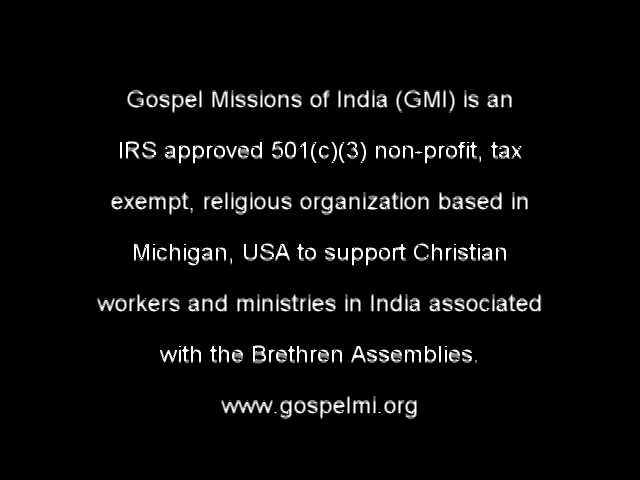 Gospel Missions of India (GMI) is an
IRS approved 501(c)(3) non-profit, tax
exempt, religious organization based in
Michigan, USA to support Christian
workers and ministries in India associated
with the Brethren Assemblies.
www.gospelmi.org